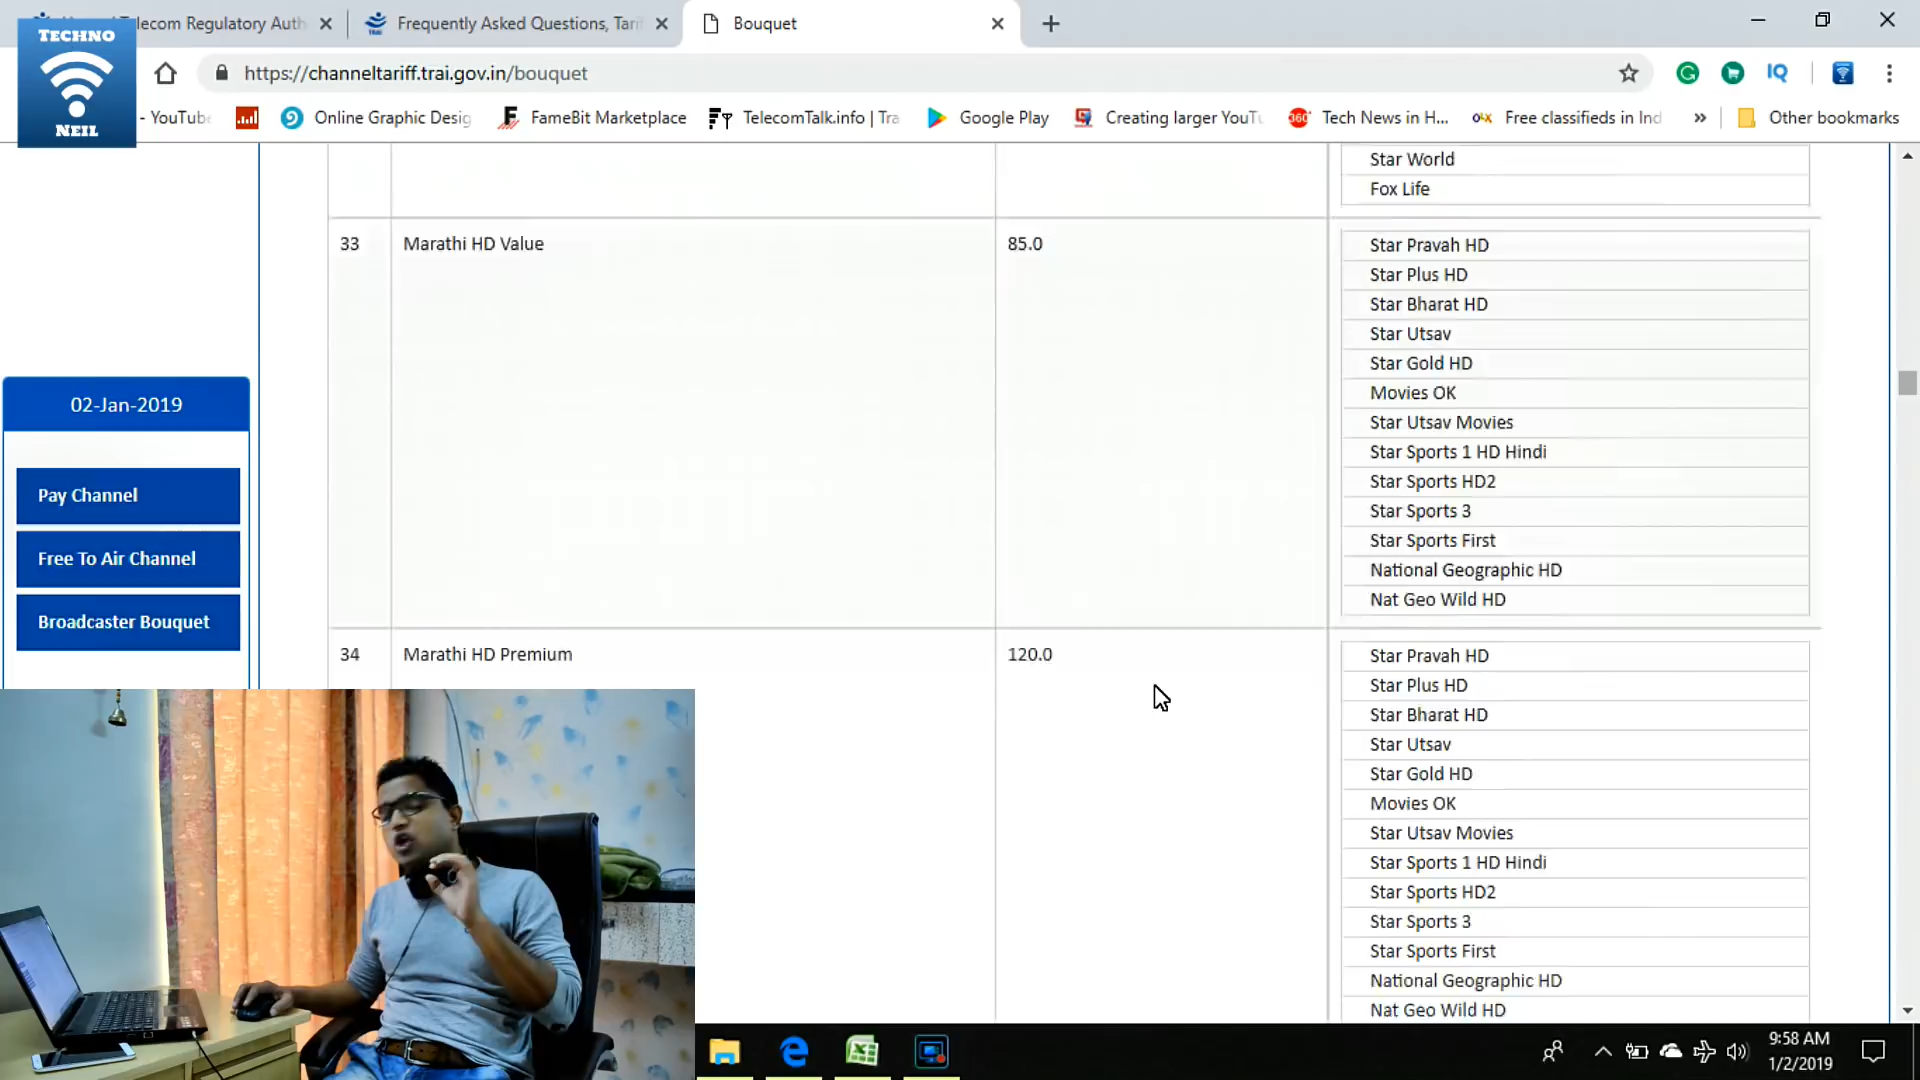 TECHNO
NEIL
Telecom Regulatory Auth
Frequently Asked Questions, Tari
Bouquet
https://channeltariff.trai.gov.in/bouquet
IQ
- YouTube
Online Graphic Desig
FameBit Marketplace
TelecomTalk.info | Tra
Google Play
Creating larger YouTu
360
Tech News in H...
olx
Free classifieds in Ind
»
Other bookmarks
Star World
Fox Life
33
Marathi HD Value
85.0
Star Pravah HD
Star Plus HD
Star Bharat HD
Star Utsav
Star Gold HD
Movies OK
Star Utsav Movies
Star Sports 1 HD Hindi
Star Sports HD2
Star Sports 3
Star Sports First
National Geographic HD
Nat Geo Wild HD
02-Jan-2019
Pay Channel
Free To Air Channel
Broadcaster Bouquet
34
Marathi HD Premium
120.0
Star Pravah HD
Star Plus HD
Star Bharat HD
Star Utsav
Star Gold HD
Movies OK
Star Utsav Movies
Star Sports 1 HD Hindi
Star Sports HD2
Star Sports 3
Star Sports First
National Geographic HD
Nat Geo Wild HD
9:58 AM
1/2/2019